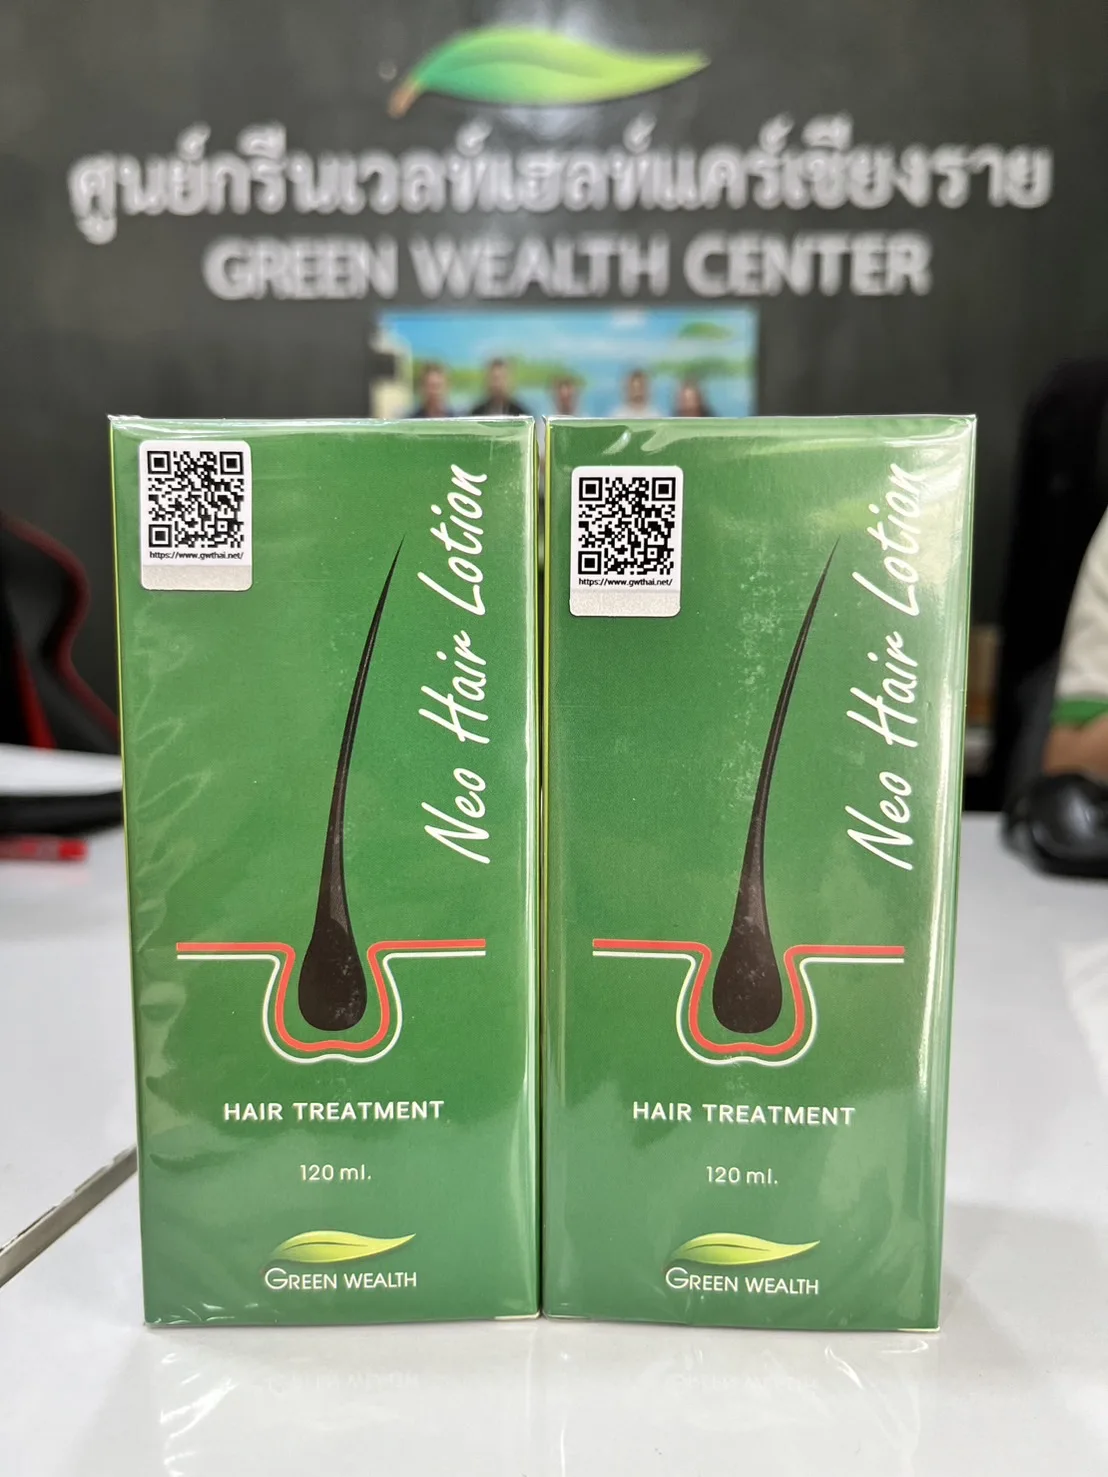 ศูนย์กรีนเวลท์เฮลท์แคร์เชียงราย
GREEN WEALTH CENTER
https://www.gwthai.net/
Neo Hair Lotion
HAIR TREATMENT
120 ml.
GREEN WEALTH
https://www.gwthai.net/
Neo Hair Lotion
HAIR TREATMENT
120 ml.
GREEN WEALTH